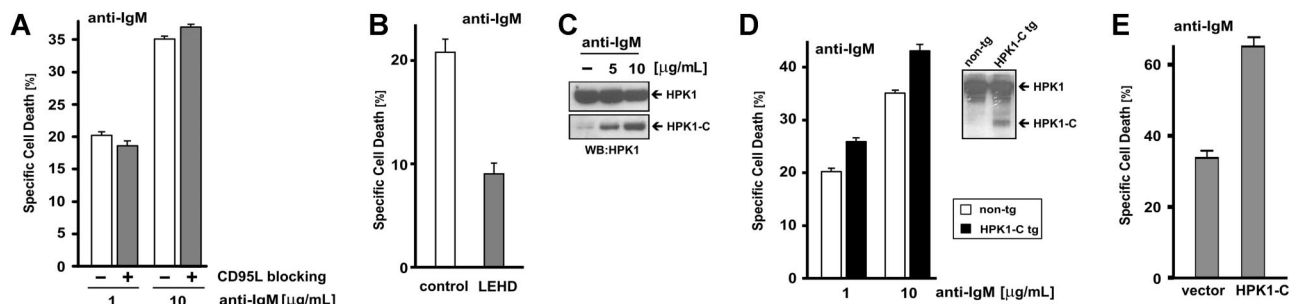 A
anti-IgM
Specific Cell Death [%]
35
30
25
20
15
10
5
0
– + – + CD95L blocking
1 10 anti-IgM [μg/mL]
B
anti-IgM
Specific Cell Death [%]
20
10
0
control LEHD
C
anti-IgM
– 5 10 [μg/mL]
HPK1
HPK1-C
WB:HPK1
D
anti-IgM
Specific Cell Death [%]
40
30
20
10
0
1 10 anti-IgM [μg/mL]
non-tg HPK1-C tg
HPK1
HPK1-C
non-tg
HPK1-C tg
E
anti-IgM
Specific Cell Death [%]
60
40
20
0
vector HPK1-C